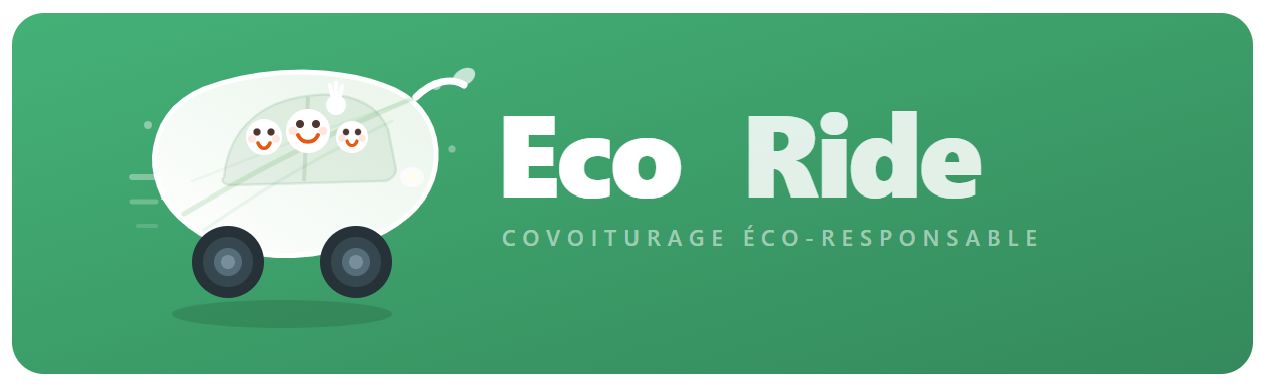 Eco Ride
COVOITURAGE ÉCO-RESPONSABLE